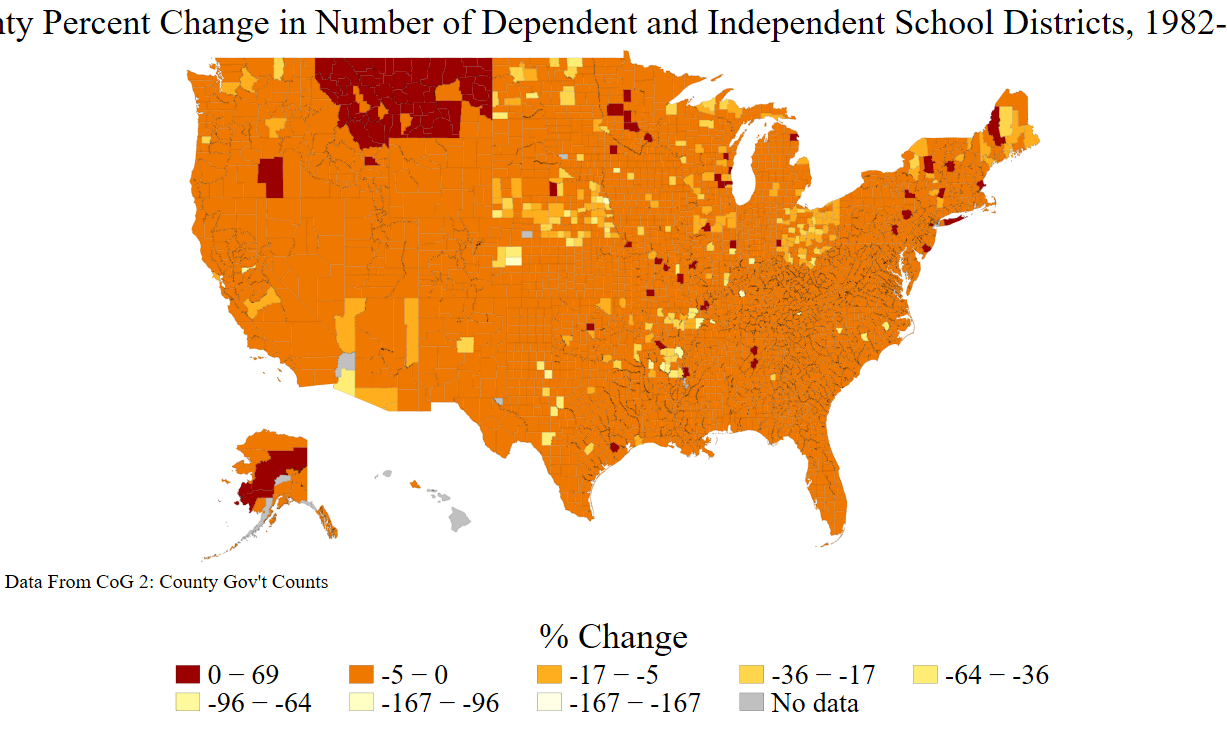 nty Percent Change in Number of Dependent and Independent School Districts, 1982-
Data From CoG 2: County Gov't Counts
% Change
0 – 69 -5 – 0 -17 – -5 -36 – -17 -64 – -36
-96 – -64 -167 – -96 -167 – -167 No data